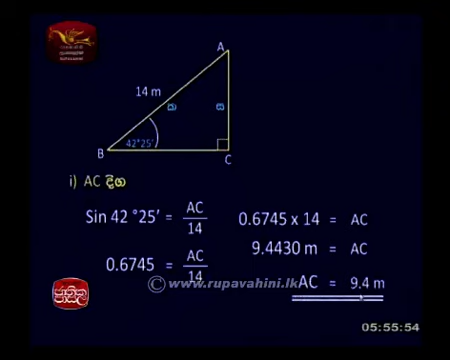 A
14 m
ක
ස
B
42°25'
C
i) AC දිග
Sin 42 °25' = AC/14
0.6745 x 14 = AC
9.4430 m = AC
0.6745 = AC/14
AC = 9.4 m
© www.rupavahini.lk
05:55:54